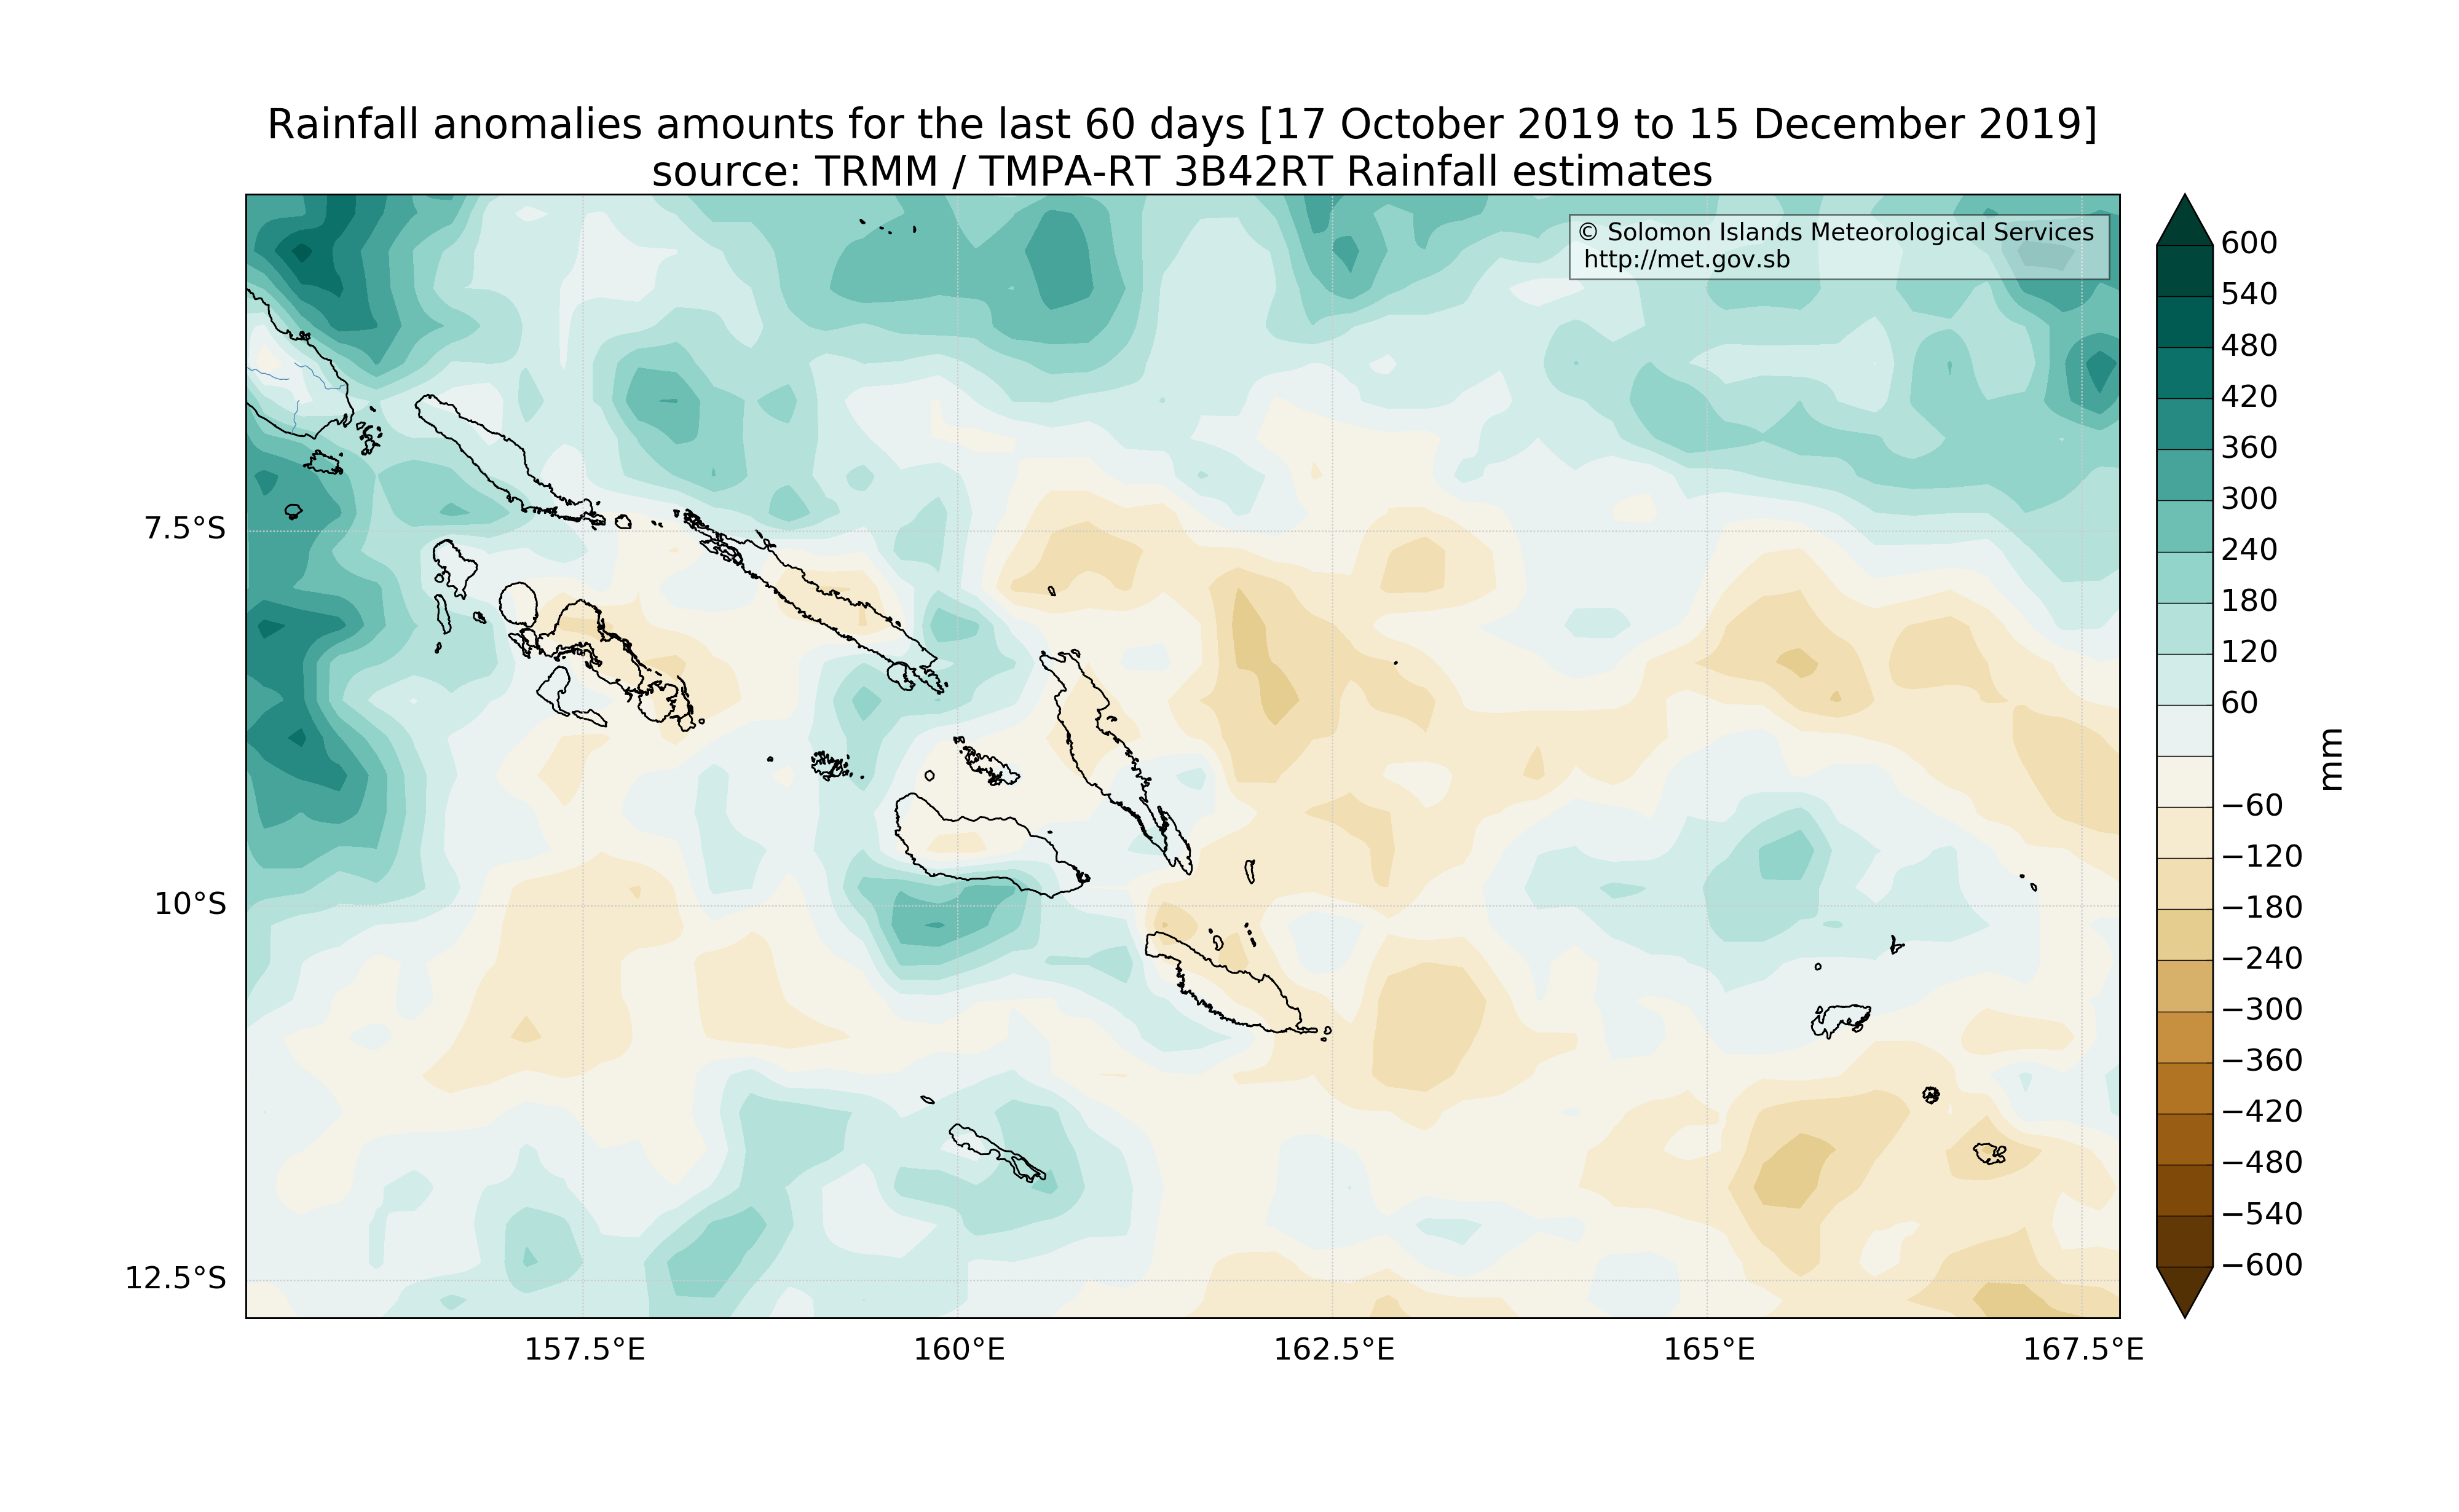 Rainfall anomalies amounts for the last 60 days [17 October 2019 to 15 December 2019]
source: TRMM / TMPA-RT 3B42RT Rainfall estimates
© Solomon Islands Meteorological Services
http://met.gov.sb
7.5°S
10°S
12.5°S
157.5°E
160°E
162.5°E
165°E
167.5°E
600
540
480
420
360
300
240
180
120
60
−60
−120
−180
−240
−300
−360
−420
−480
−540
−600
mm